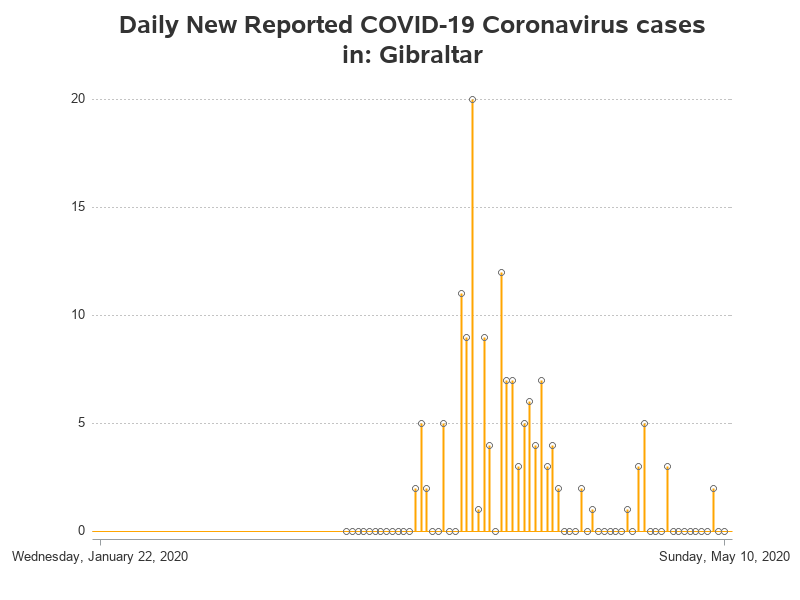 Daily New Reported COVID-19 Coronavirus cases
in: Gibraltar
20
15
10
5
0
Wednesday, January 22, 2020
Sunday, May 10, 2020